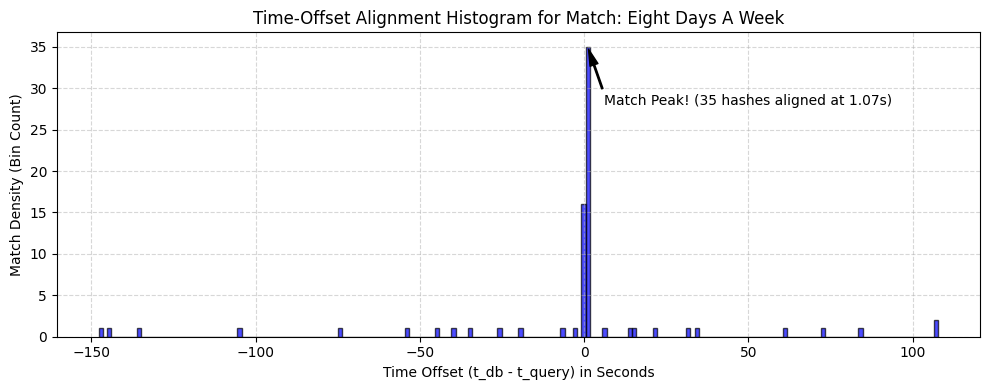 Time-Offset Alignment Histogram for Match: Eight Days A Week
Match Density (Bin Count)
35
30
25
20
15
10
5
0
Match Peak! (35 hashes aligned at 1.07s)
−150 −100 −50 0 50 100
Time Offset (t_db - t_query) in Seconds